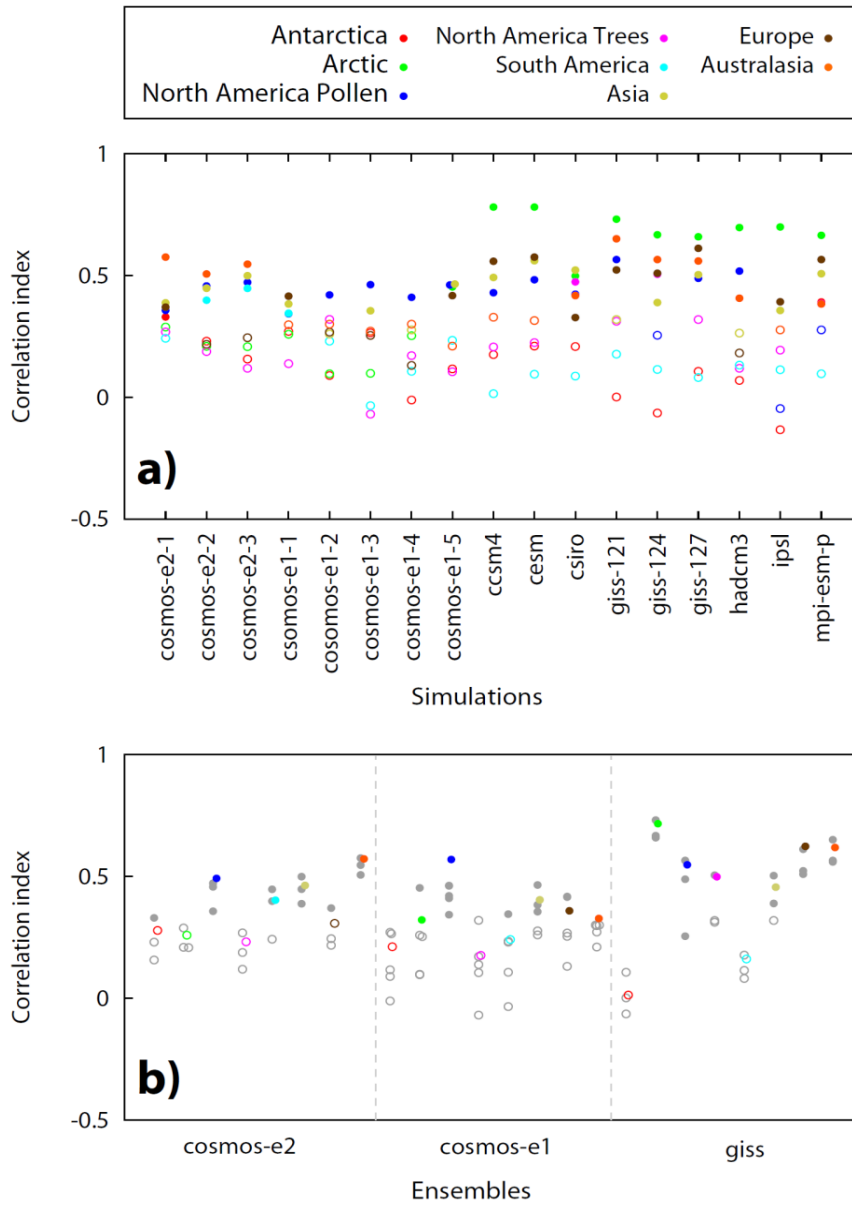 Antarctica North America Trees Europe
Arctic South America Australasia
North America Pollen Asia
1
0.5
0
-0.5
Correlation index
a)
cosmos-e2-1
cosmos-e2-2
cosmos-e2-3
csomos-e1-1
cosomos-e1-2
cosmos-e1-3
cosmos-e1-4
cosmos-e1-5
ccsm4
cesm
csiro
giss-121
giss-124
giss-127
hadcm3
ipsl
mpi-esm-p
Simulations
1
0.5
0
-0.5
Correlation index
b)
cosmos-e2 cosmos-e1 giss
Ensembles